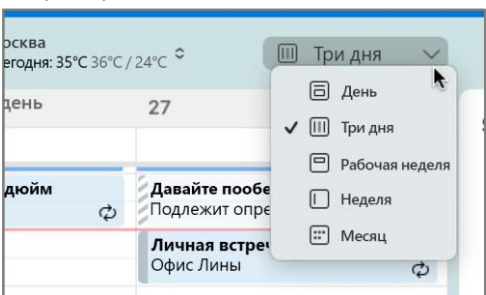 осква
егодня: 35°C 36°C / 24°C
Три дня
День
Три дня
Рабочая неделя
Неделя
Месяц
день
27
дюйм
Давайте пообе
Подлежит опре
Личная встреч
Офис Лины